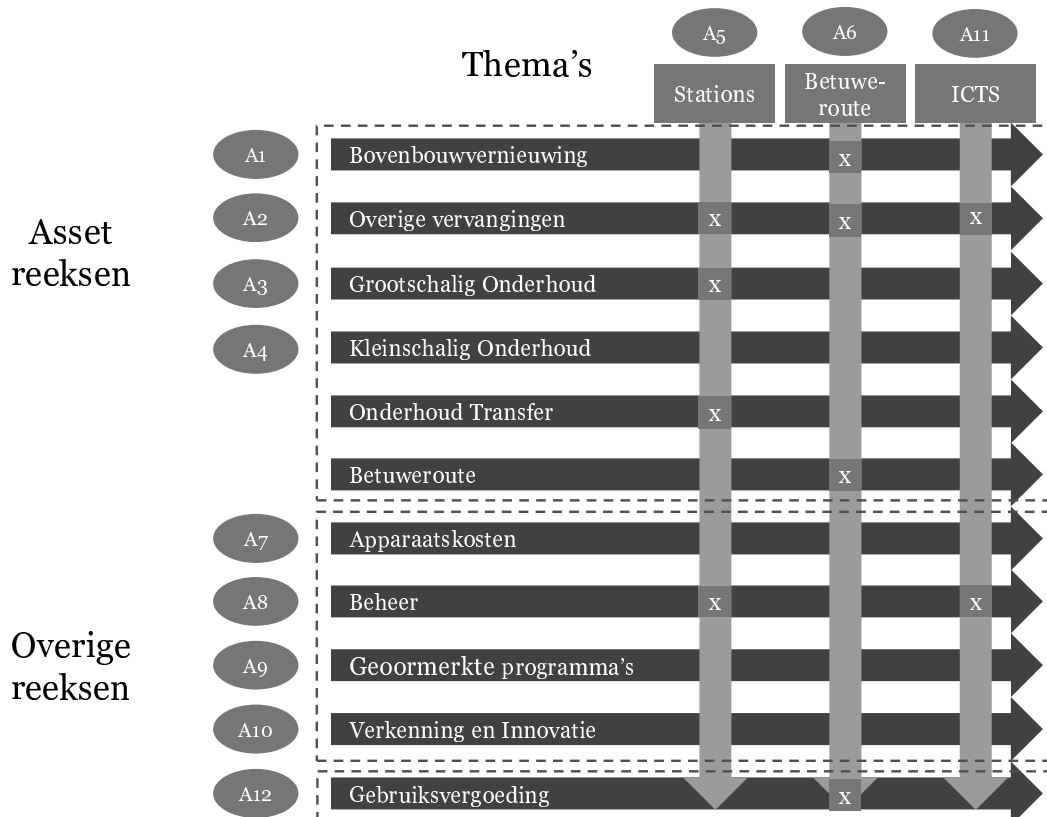 A5
A6
A11
Thema's
Stations
Betuwe-
route
ICTS
A1
Bovenbouwvernieuwing
x
A2
Overige vervangingen
x
x
x
Asset
reeksen
A3
Grootschalig Onderhoud
x
A4
Kleinschalig Onderhoud
Onderhoud Transfer
x
Betuweroute
x
A7
Apparaatskosten
A8
Beheer
x
x
Overige
reeksen
A9
Geoormerkte programma's
A10
Verkenning en Innovatie
A12
Gebruiksvergoeding
x